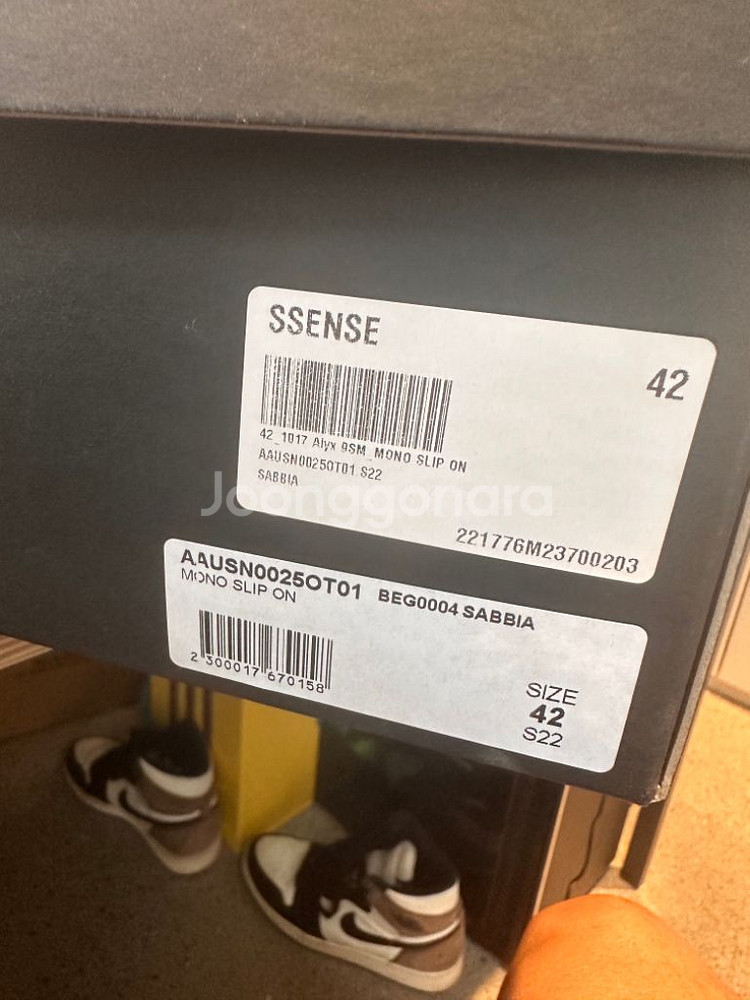 SSENSE
42
42_1017 Alyx 9SM_MONO SLIP ON
AAUSN0025OT01 S22
SABBIA
Joonggonara
221776M23700203
AAUSN0025OT01 BEG0004 SABBIA
MONO SLIP ON
2 300017 670158
SIZE
42
S22